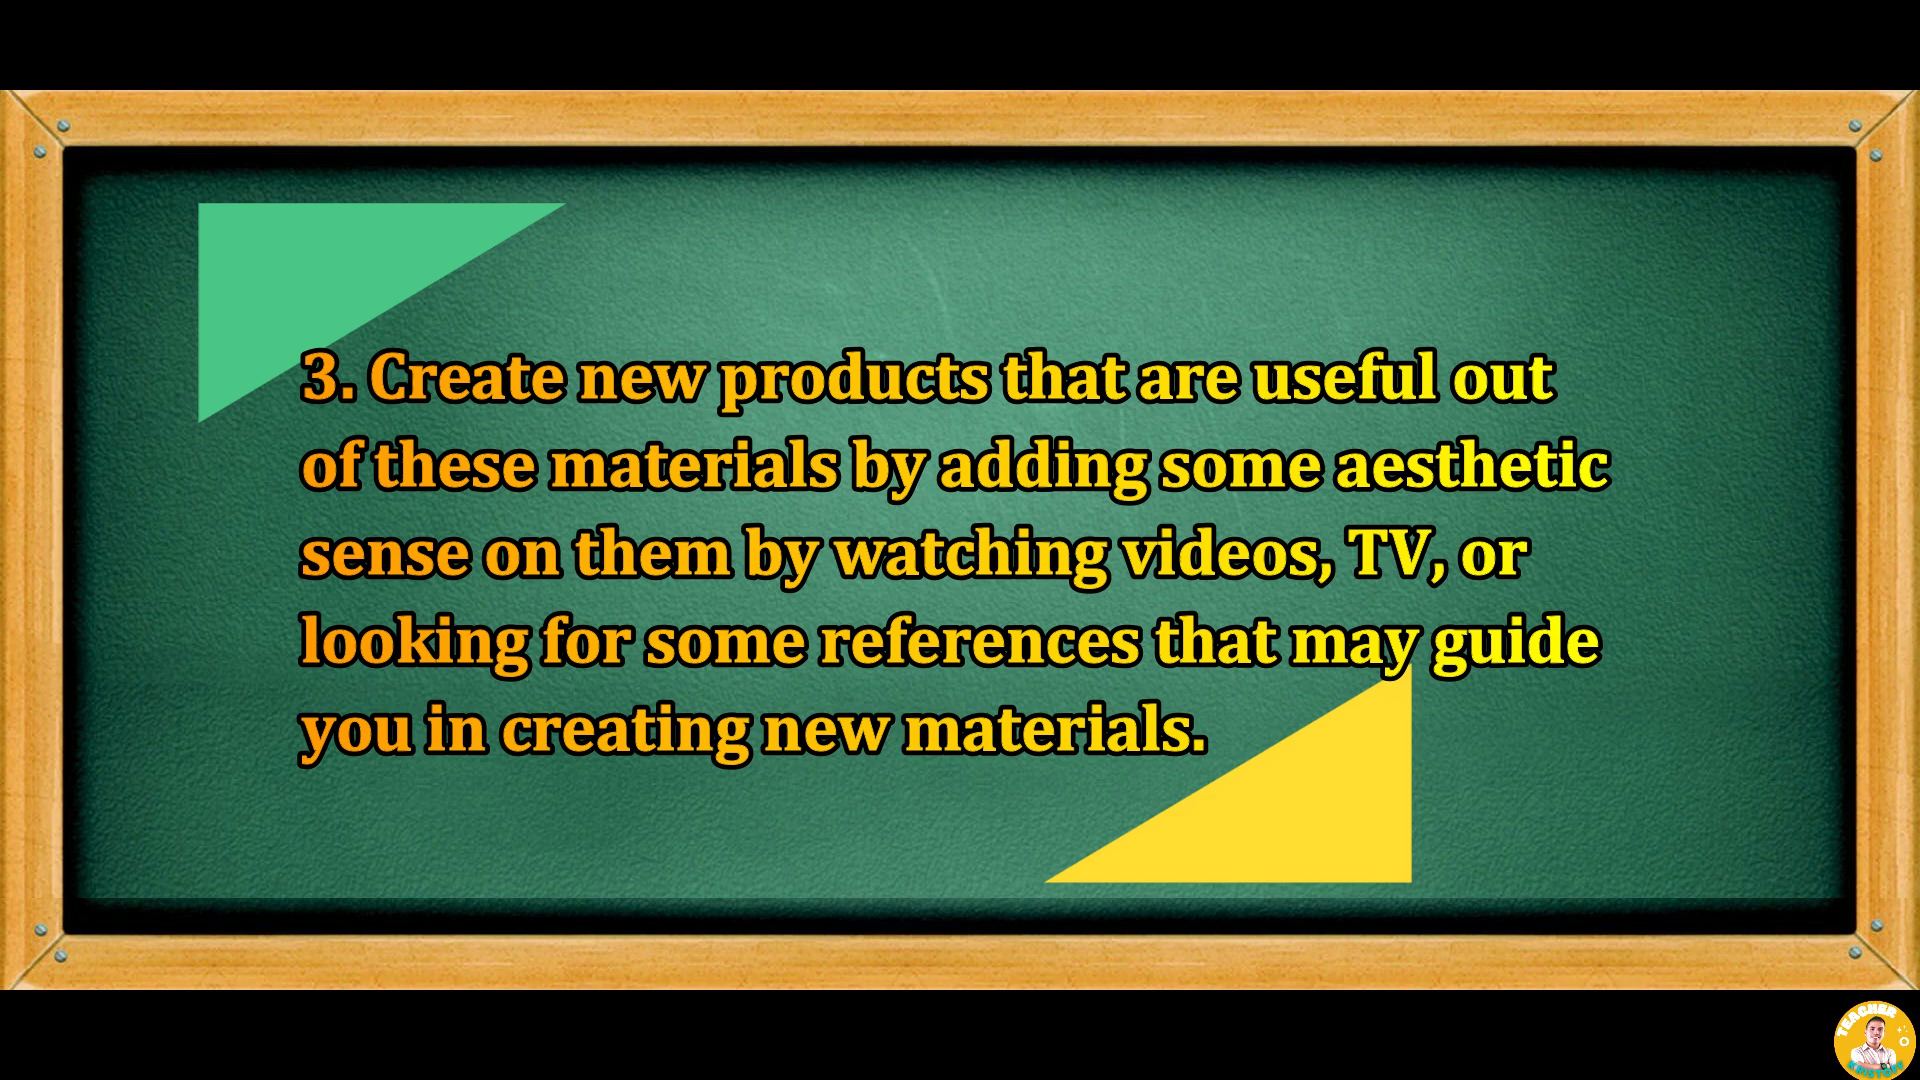 3. Create new products that are useful out
of these materials by adding some aesthetic
sense on them by watching videos, TV, or
looking for some references that may guide
you in creating new materials.
TEACHER